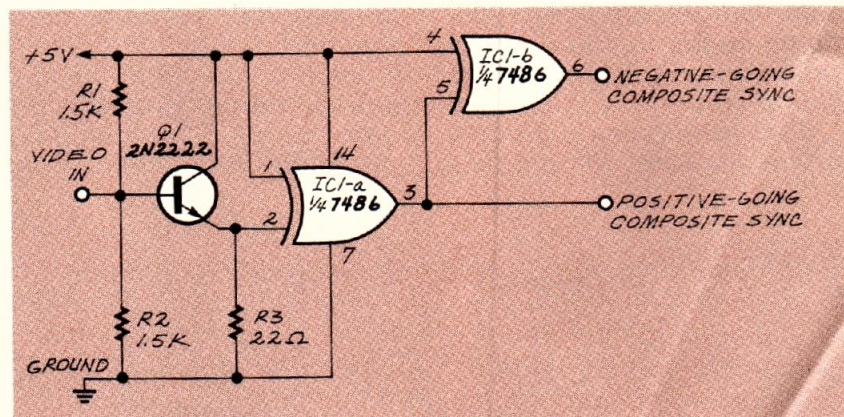 +5V
R1
1.5K
Q1
2N2222
VIDEO
IN
1
2
14
IC1-a
1/4 7486
3
7
4
5
IC1-b
1/4 7486
6
NEGATIVE-GOING
COMPOSITE SYNC
POSITIVE-GOING
COMPOSITE SYNC
R2
1.5K
R3
22Ω
GROUND